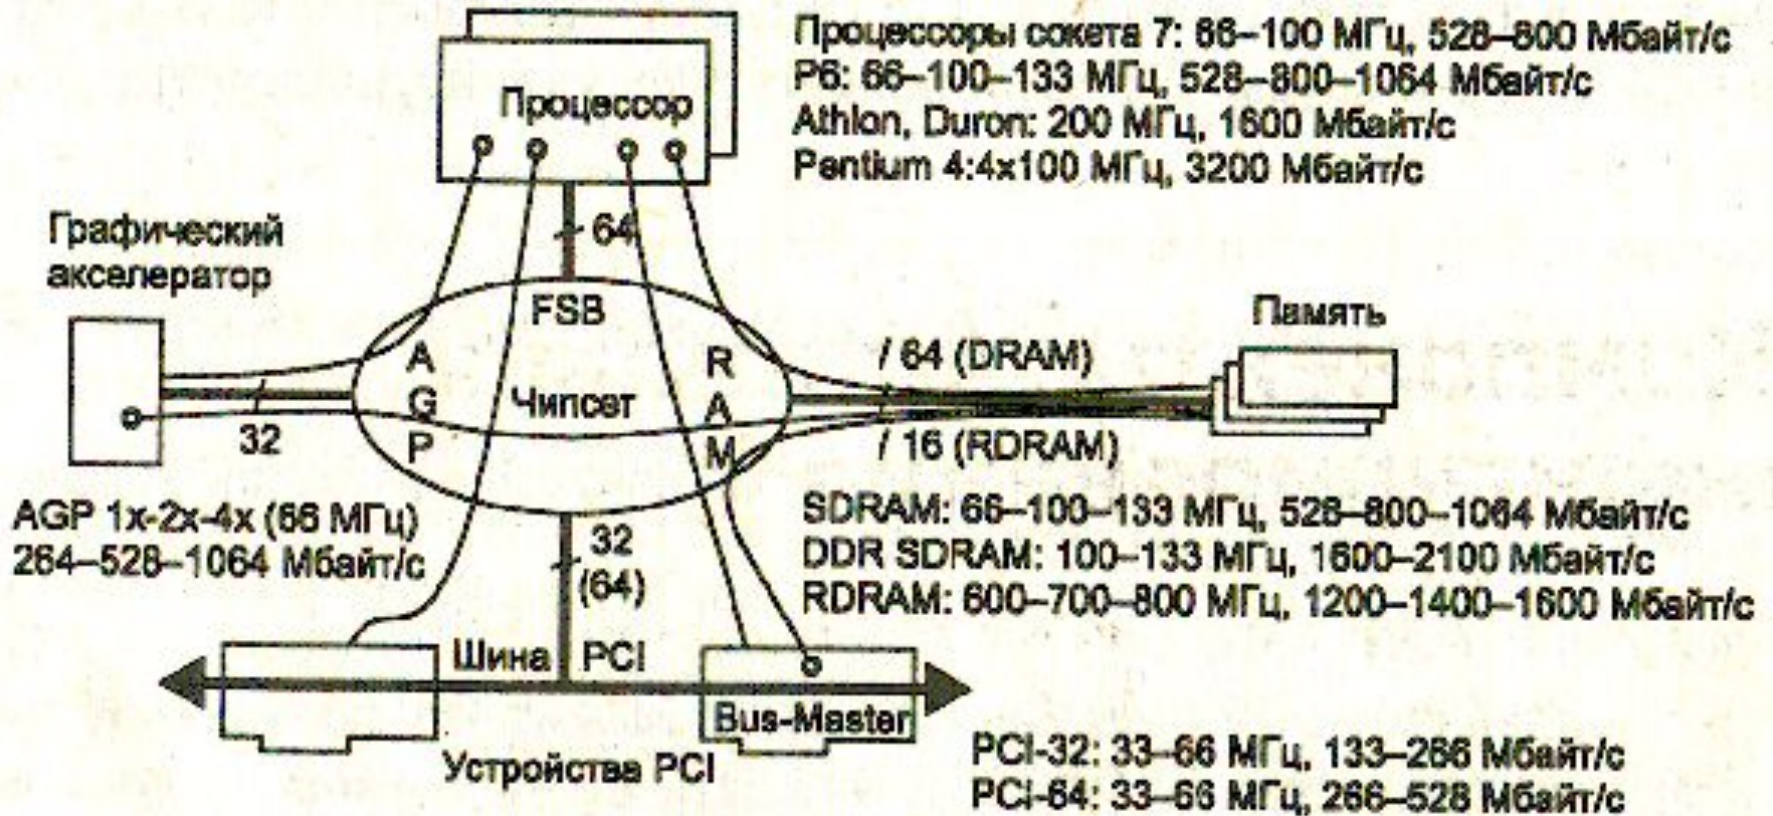 Процессоры сокета 7: 66–100 МГц, 528–800 Мбайт/с
P6: 66–100–133 МГц, 528–800–1064 Мбайт/с
Athlon, Duron: 200 МГц, 1600 Мбайт/с
Pentium 4:4x100 МГц, 3200 Мбайт/с
Процессор
64
Графический
акселератор
FSB
Память
A
G
P
Чипсет
R
A
M
/ 64 (DRAM)
/ 16 (RDRAM)
32
AGP 1x-2x-4x (66 МГц)
264–528–1064 Мбайт/с
32
(64)
SDRAM: 66–100–133 МГц, 528–800–1064 Мбайт/с
DDR SDRAM: 100–133 МГц, 1600–2100 Мбайт/с
RDRAM: 600–700–800 МГц, 1200–1400–1600 Мбайт/с
Шина PCI
Bus-Master
Устройства PCI
PCI-32: 33–66 МГц, 133–266 Мбайт/с
PCI-64: 33–66 МГц, 266–528 Мбайт/с